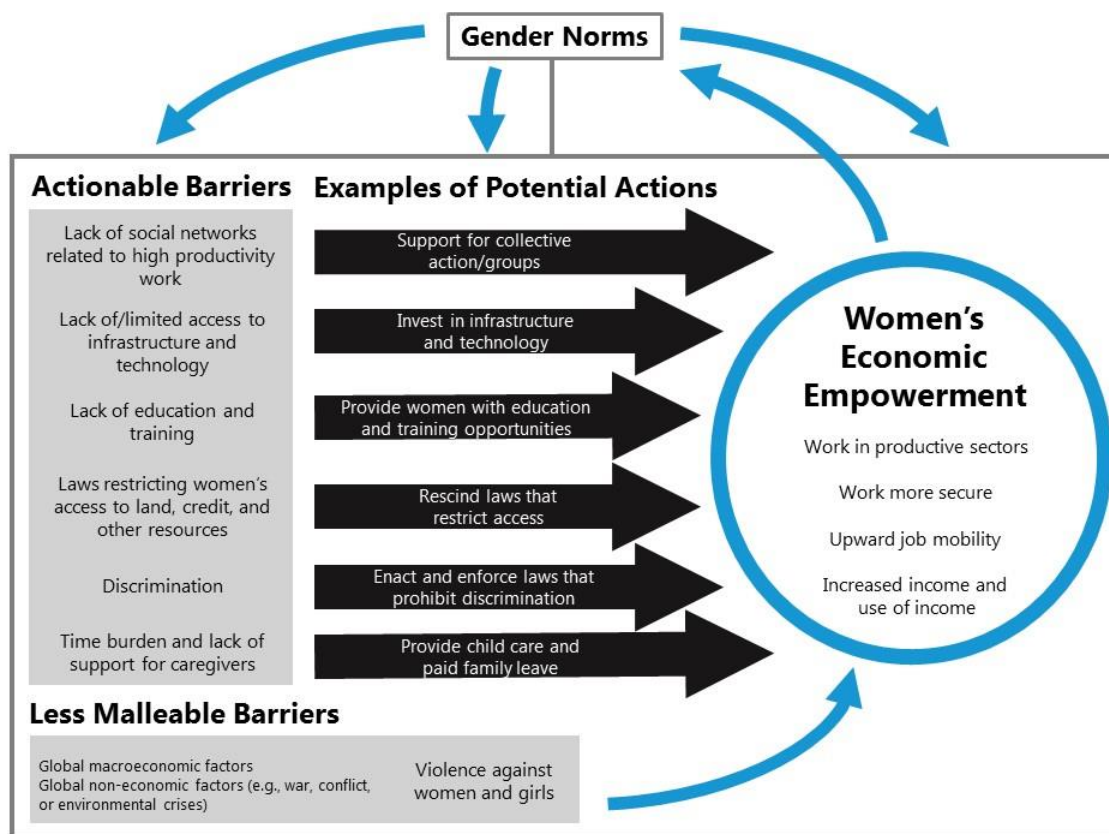 Gender Norms
Actionable Barriers
Examples of Potential Actions
Lack of social networks
related to high productivity
work
Support for collective
action/groups
Lack of/limited access to
infrastructure and
technology
Invest in infrastructure
and technology
Lack of education and
training
Provide women with education
and training opportunities
Laws restricting women’s
access to land, credit, and
other resources
Rescind laws that
restrict access
Discrimination
Enact and enforce laws that
prohibit discrimination
Time burden and lack of
support for caregivers
Provide child care and
paid family leave
Women’s
Economic
Empowerment
Work in productive sectors
Work more secure
Upward job mobility
Increased income and
use of income
Less Malleable Barriers
Global macroeconomic factors
Global non-economic factors (e.g., war, conflict,
or environmental crises)
Violence against
women and girls